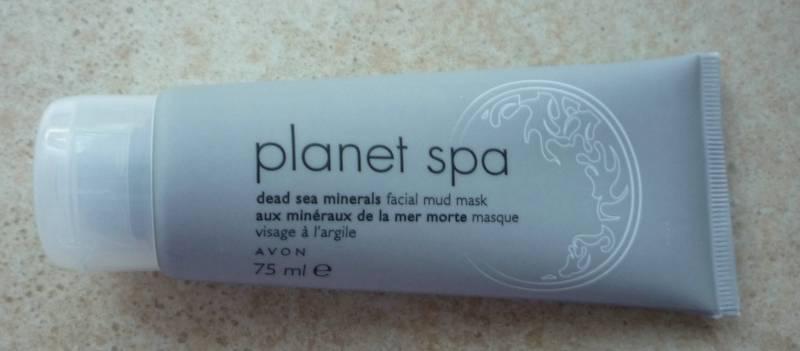 planet spa
dead sea minerals facial mud mask
aux minéraux de la mer morte masque
visage à l'argile
AVON
75 ml ℮